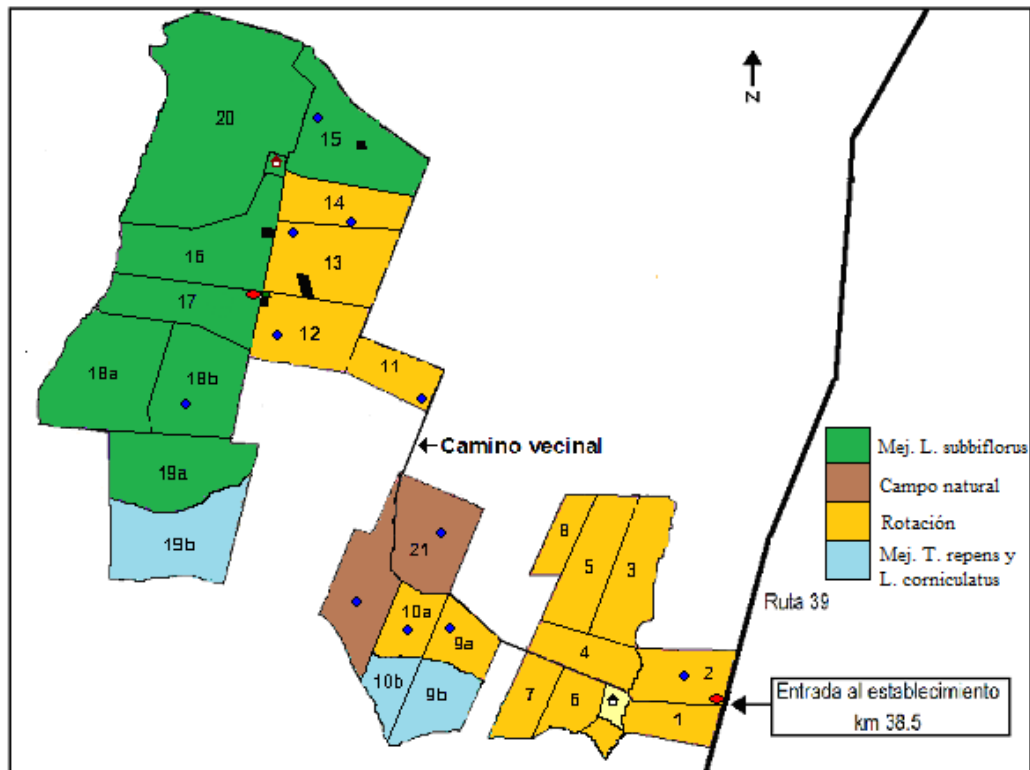 20
15
14
N
16
13
17
12
18a
18b
11
Camino vecinal
19a
19b
21
8
5
3
10a
9a
4
10b
9b
7
6
2
1
Mej. L. subbiflorus
Campo natural
Rotación
Mej. T. repens y
L. corniculatus
Ruta 39
Entrada al establecimiento
km 38.5